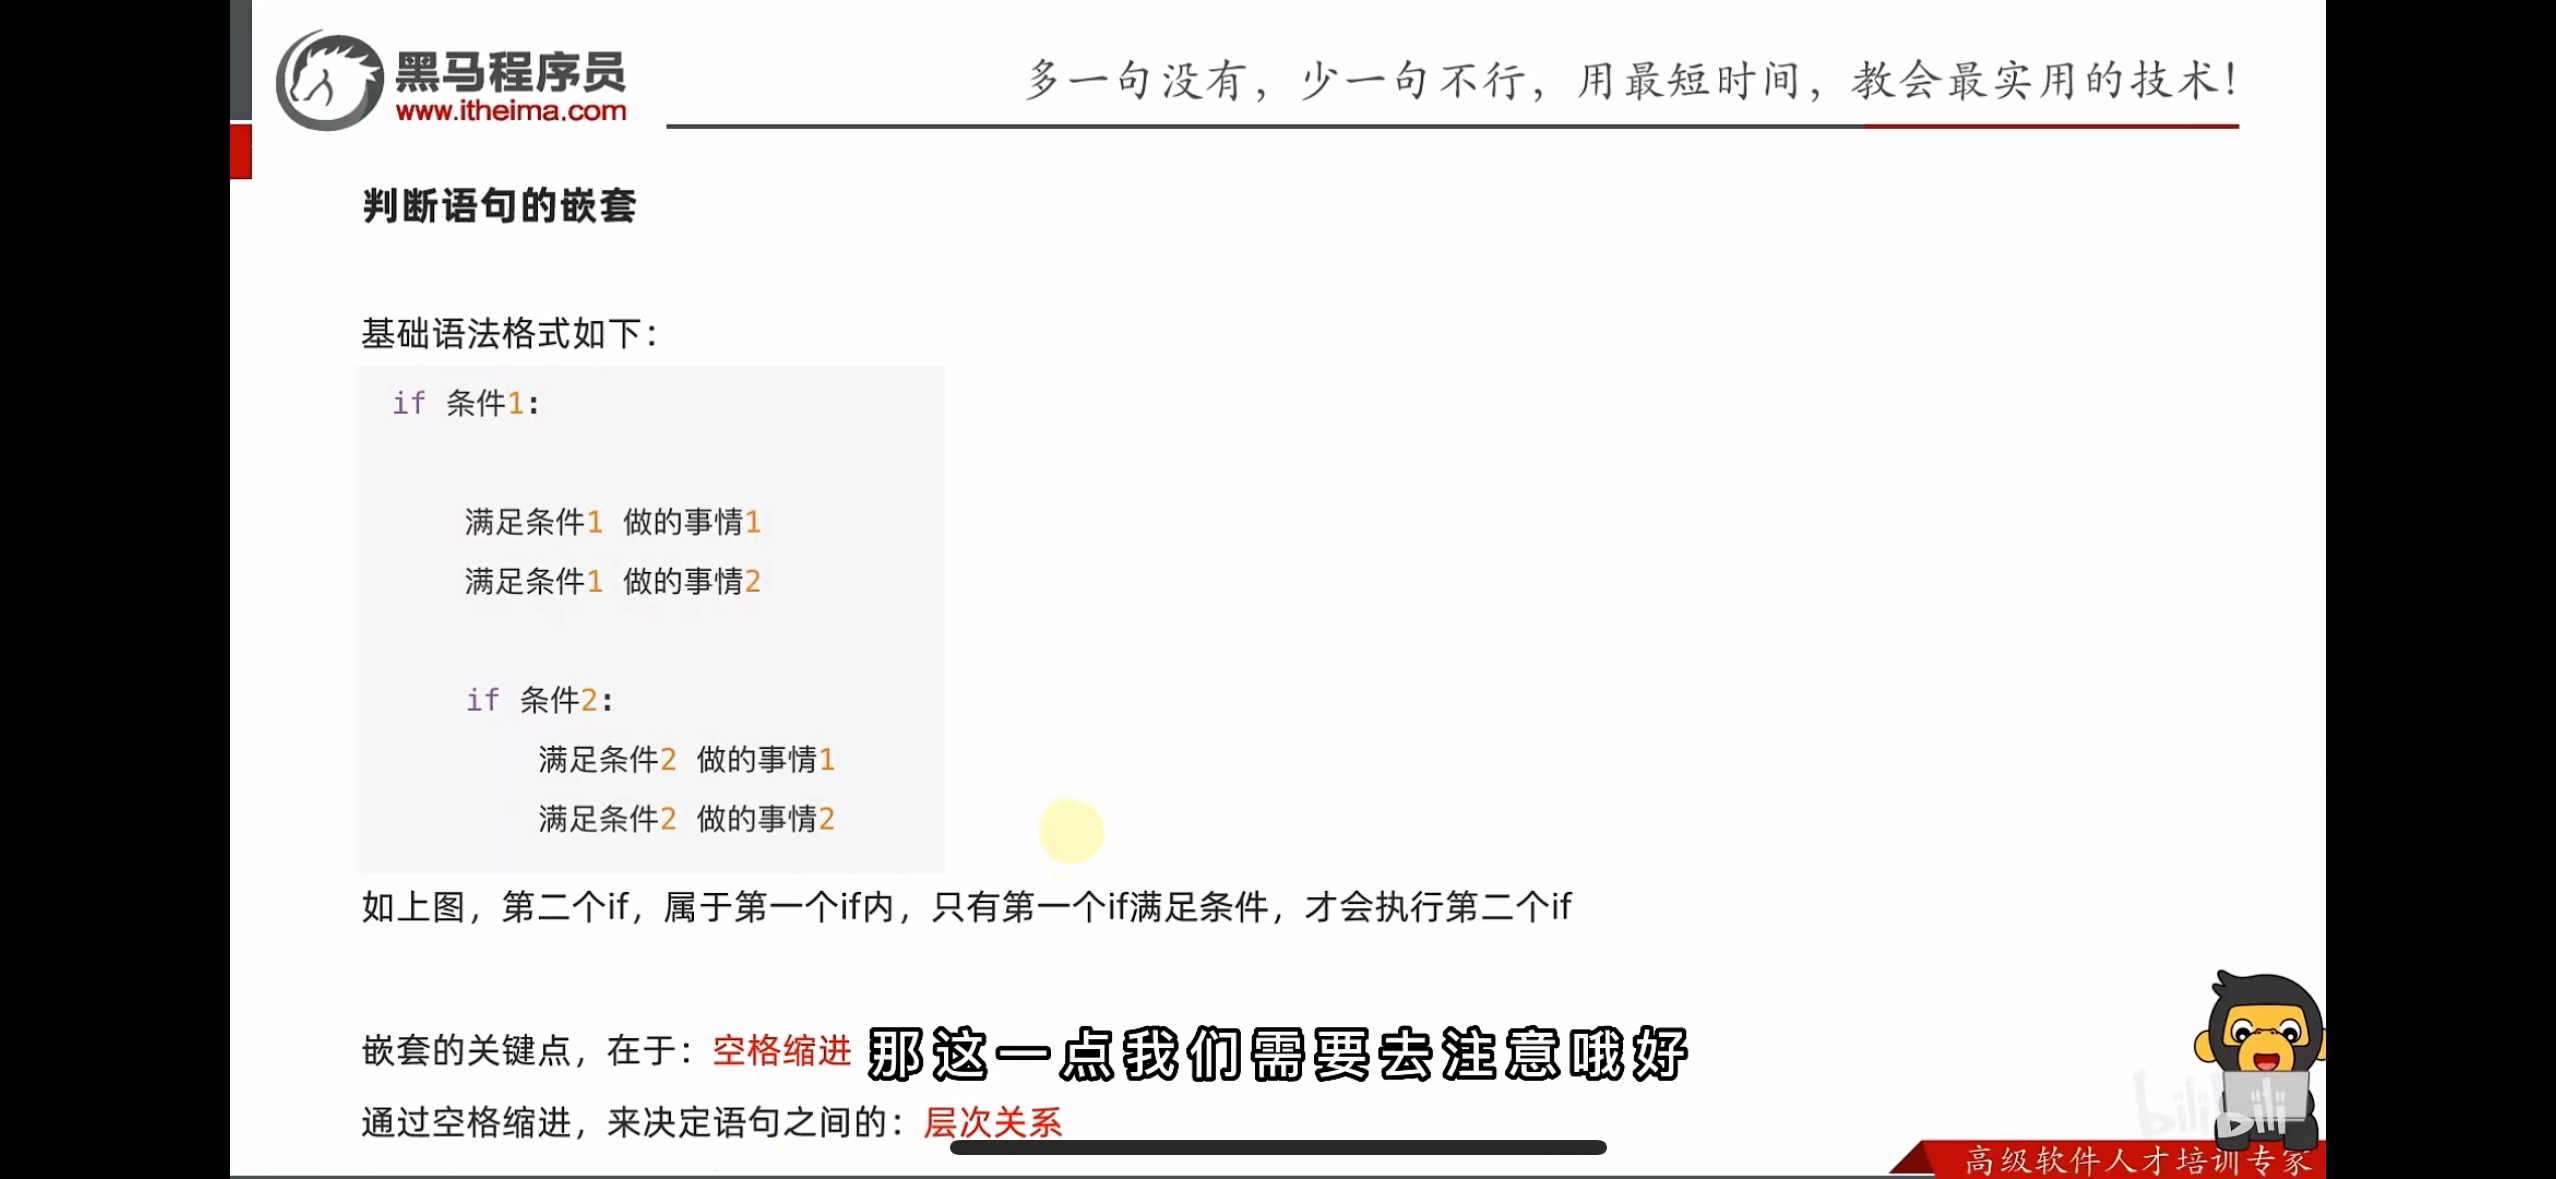 黑马程序员
www.itheima.com
多一句没有，少一句不行，用最短时间，教会最实用的技术！
判断语句的嵌套
基础语法格式如下：
if 条件1:
满足条件1 做的事情1
满足条件1 做的事情2
if 条件2:
满足条件2 做的事情1
满足条件2 做的事情2
如上图，第二个if，属于第一个if内，只有第一个if满足条件，才会执行第二个if
嵌套的关键点，在于：空格缩进
那这一点我们需要去注意哦好
通过空格缩进，来决定语句之间的：层次关系
bilibili
高级软件人才培训专家